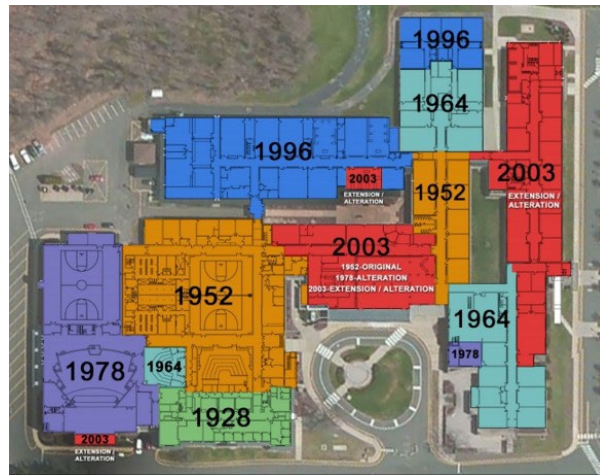 1996
1964
1996
2003
EXTENSION /
ALTERATION
1952
2003
EXTENSION /
ALTERATION
2003
1952-ORIGINAL
1978-ALTERATION
2003-EXTENSION / ALTERATION
1952
1964
1978
1978
1964
1928
2003
EXTENSION /
ALTERATION